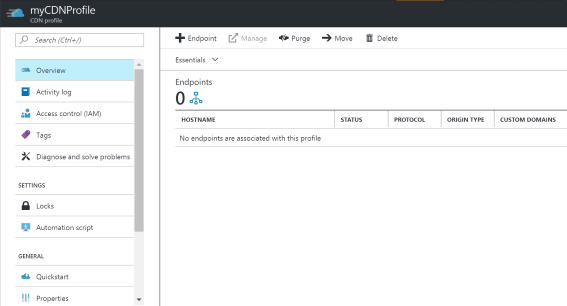 myCDNProfile
CDN profile
Search (Ctrl+/)
Overview
Activity log
Access control (IAM)
Tags
Diagnose and solve problems
SETTINGS
Locks
Automation script
GENERAL
Quickstart
Properties
Endpoint Manage Purge Move Delete
Essentials
Endpoints
0
HOSTNAME STATUS PROTOCOL ORIGIN TYPE CUSTOM DOMAINS
No endpoints are associated with this profile